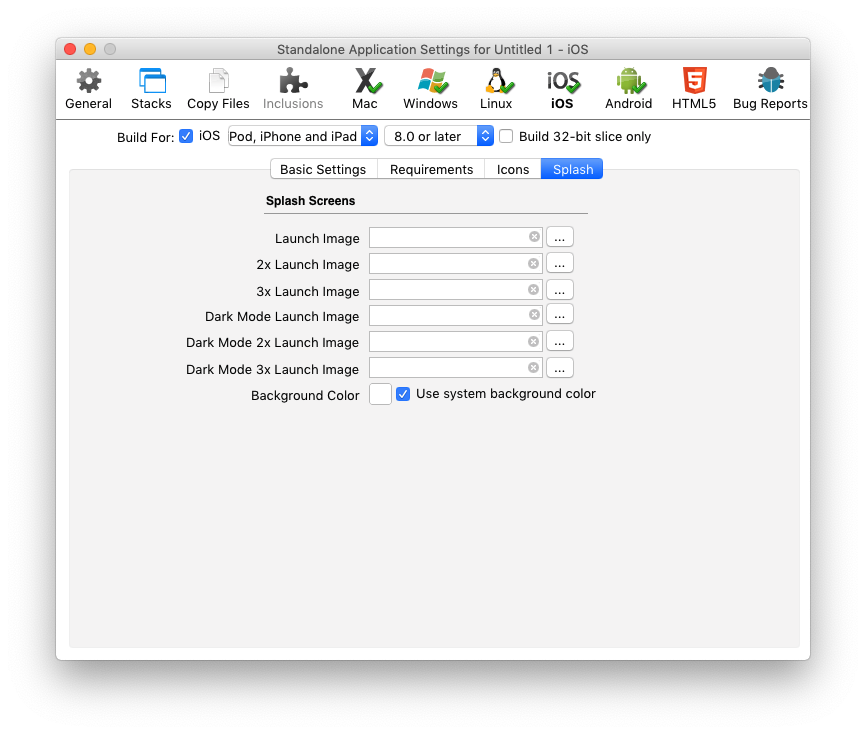 Standalone Application Settings for Untitled 1 - iOS
iOS
5
General Stacks Copy Files Inclusions Mac Windows Linux iOS Android HTML5 Bug Reports
Build For: iOS Pod, iPhone and iPad 8.0 or later Build 32-bit slice only
Basic Settings Requirements Icons Splash
Splash Screens
Launch Image ...
2x Launch Image ...
3x Launch Image ...
Dark Mode Launch Image ...
Dark Mode 2x Launch Image ...
Dark Mode 3x Launch Image ...
Background Color Use system background color